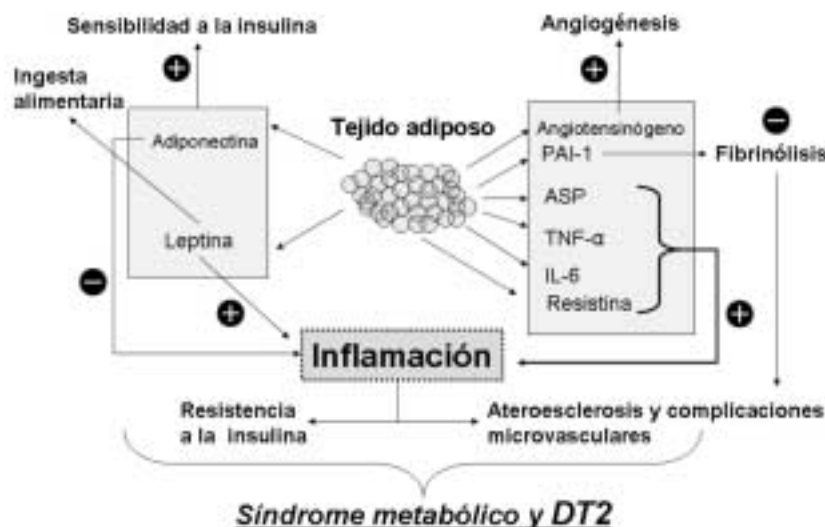 Sensibilidad a la insulina
Angiogénesis
Ingesta
alimentaria
Tejido adiposo
Adiponectina
Leptina
Angiotensinógeno
PAI-1
Fibrinólisis
ASP
TNF-α
IL-6
Resistina
Inflamación
Resistencia
a la insulina
Ateroesclerosis y complicaciones
microvasculares
Síndrome metabólico y DT2